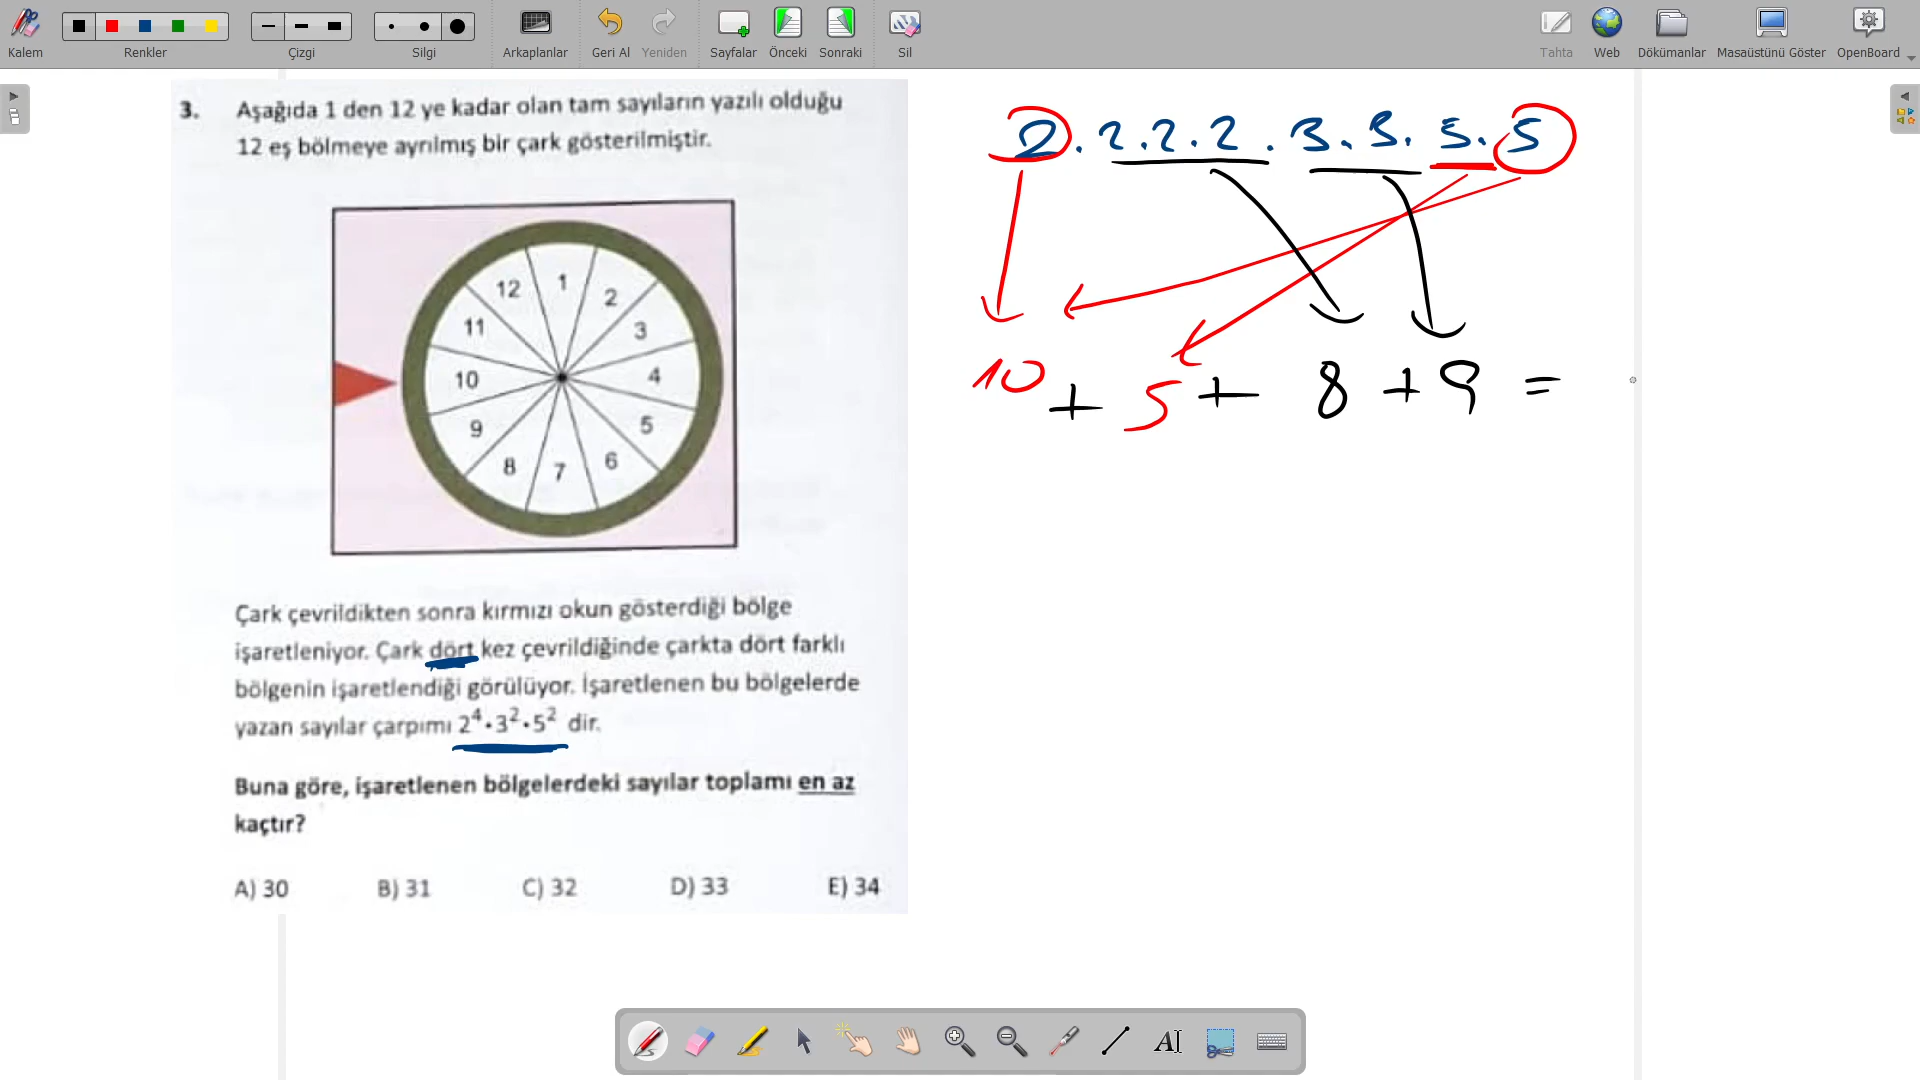 Kalem
Renkler
Çizgi
Silgi
Arkaplanlar
Geri Al
Yeniden
Sayfalar
Önceki
Sonraki
Sil
Tahta
Web
Dökümanlar
Masaüstünü Göster
OpenBoard
3. Aşağıda 1 den 12 ye kadar olan tam sayıların yazılı olduğu
12 eş bölmeye ayrılmış bir çark gösterilmiştir.
12 1 2
11 3
10 4
9 5
8 7 6
Çark çevrildikten sonra kırmızı okun gösterdiği bölge
işaretleniyor. Çark dört kez çevrildiğinde çarkta dört farklı
bölgenin işaretlendiği görülüyor. İşaretlenen bu bölgelerde
yazan sayılar çarpımı 2⁴·3²·5² dir.
Buna göre, işaretlenen bölgelerdeki sayılar toplamı en az
kaçtır?
A) 30 B) 31 C) 32 D) 33 E) 34
2.2.2.2.3.3.5.5
10 + 5 + 8 + 9 =
AI